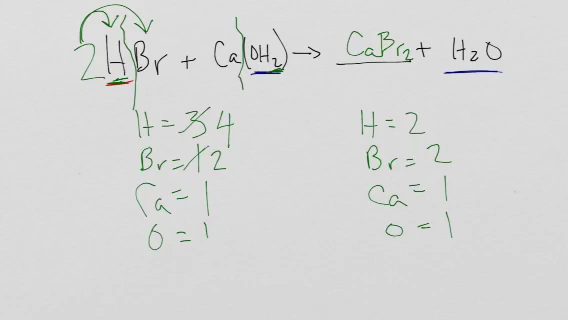 2HBr + Ca(OH₂) → CaBr₂ + H₂O
H = 3 4 H = 2
Br = 1 2 Br = 2
Ca = 1 Ca = 1
O = 1 O = 1